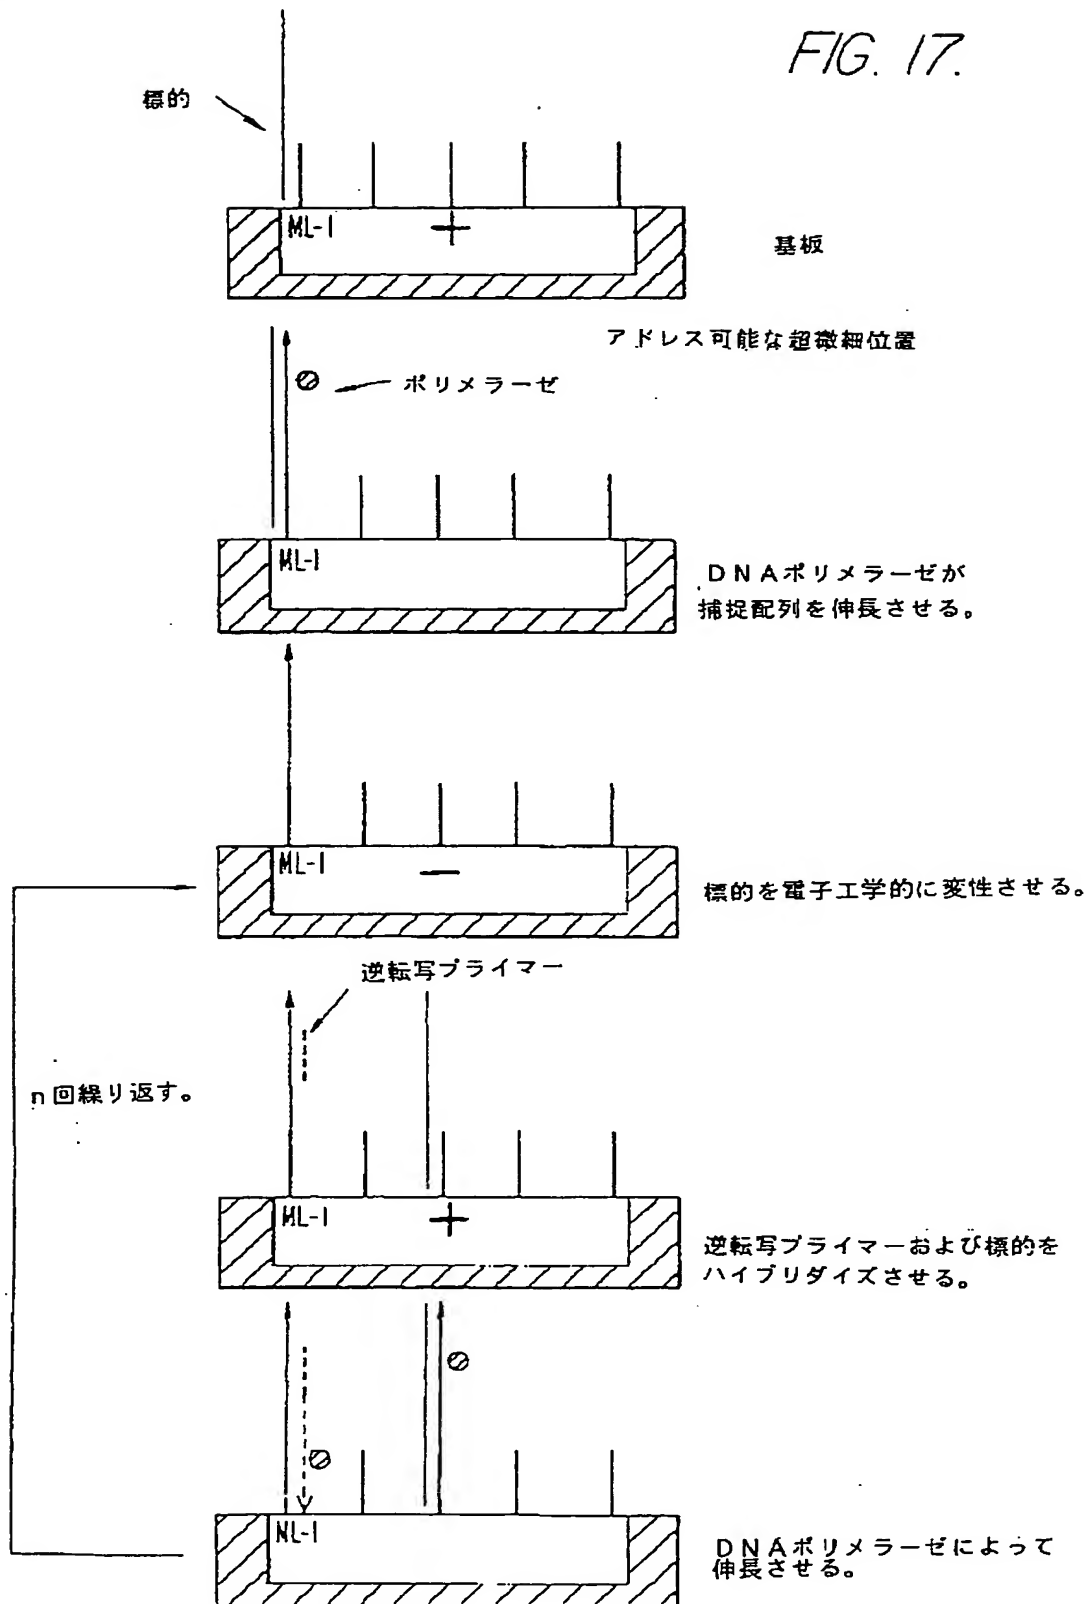 FIG. 17.
標的
ML-1
+
基板
アドレス可能な超微細位置
ポリメラーゼ
ML-1
DNAポリメラーゼが
捕捉配列を伸長させる。
ML-1
−
標的を電子工学的に変性させる。
逆転写プライマー
n回繰り返す。
ML-1
+
逆転写プライマーおよび標的を
ハイブリダイズさせる。
ML-1
DNAポリメラーゼによって
伸長させる。